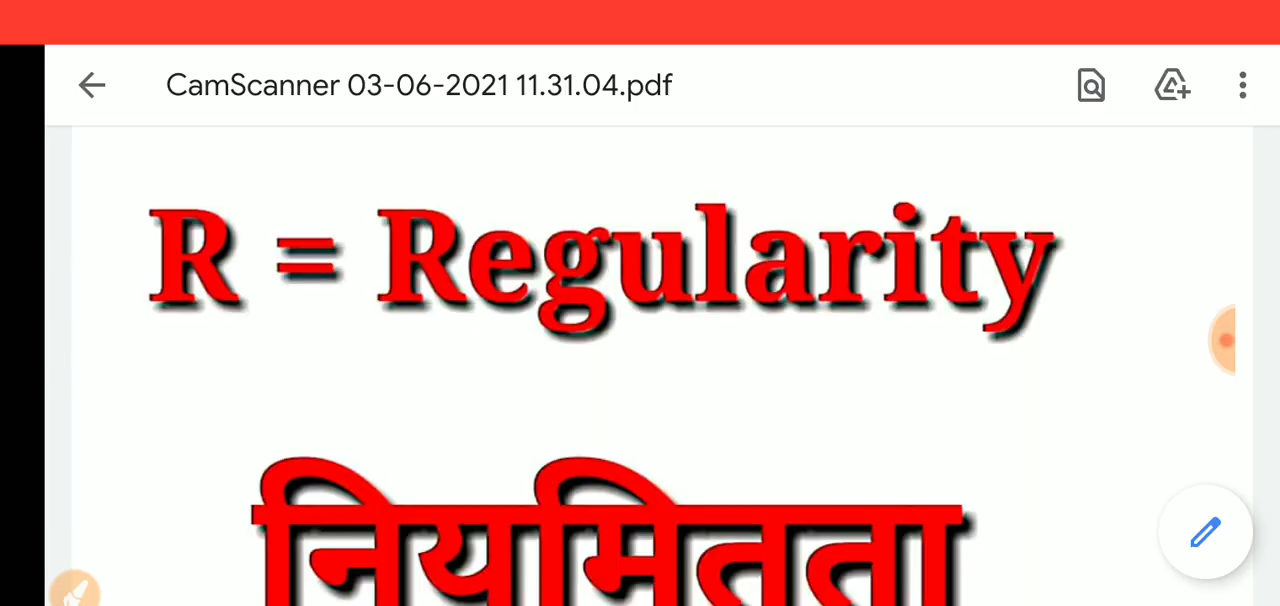 CamScanner 03-06-2021 11.31.04.pdf
R = Regularity
नियमितता